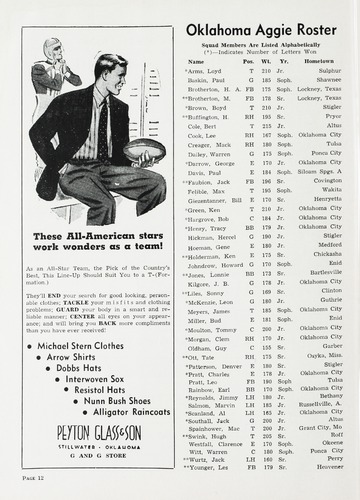 These All-American stars
work wonders as a team!
As an All-Star Team, the Pick of the Country's
Best, This Line-Up Should Suit You to a T-(For-
mation.)
They'll END your search for good looking, person-
able clothes; TACKLE your misfits and clothing
problems; GUARD your body in a smart and re-
liable manner; CENTER all eyes on your appear-
ance; and will bring you BACK more compliments
than you have ever received!
• Michael Stern Clothes
• Arrow Shirts
• Dobbs Hats
• Interwoven Sox
• Resistol Hats
• Nunn Bush Shoes
• Alligator Raincoats
PEYTON GLASS & SON
STILLWATER - OKLAHOMA
G AND G STORE
PAGE 12
Oklahoma Aggie Roster
Squad Members Are Listed Alphabetically
(*)—Indicates Number of Letters Won
Name Pos. Wt. Yr. Hometown
*Arms, Loyd T 210 Jr. Sulphur
Baskin, Paul G 185 Soph. Shawnee
Brotherton, H. A. FB 175 Soph. Lockney, Texas
*Brotherton, M. FB 178 Jr. Lockney, Texas
*Brown, Boyd T 210 Jr. Stigler
**Buffington, H. RH 195 Sr. Pryor
Cole, Bert T 215 Jr. Altus
Cook, Lee RH 167 Soph. Oklahoma City
Creager, Mack RH 180 Soph. Tulsa
Dailey, Warren G 175 Soph. Ponca City
*Darrow, George E 170 Jr. Oklahoma City
Davis, Paul E 184 Soph. Siloam Spgs. A
**Faubion, Jack FB 196 Sr. Covington
Felible, Max T 195 Soph. Wakita
Giezentanner, Bill E 170 Sr. Henryetta
*Green, Ken T 210 Jr. Oklahoma City
*Hargrove, Bob C 184 Jr. Oklahoma City
**Henry, Tracy BB 179 Jr. Oklahoma City
Hickman, Hercel G 190 Jr. Stigler
Horman, Gene E 180 Jr. Medford
**Holderman, Ken E 175 Sr. Chickasha
Johndrow, Howard G 170 Soph. Enid
**Jones, Lonnie BB 173 Sr. Bartlesville
Kilgore, J. B. G 178 Jr. Oklahoma City
**Liles, Sonny G 169 Sr. Clinton
**McKenzie, Leon G 180 Jr. Guthrie
Meyers, James T 185 Soph. Oklahoma City
Miller, Bud E 181 Soph. Enid
*Moulton, Tommy C 200 Jr. Oklahoma City
*Morgan, Clem RH 170 Jr. Oklahoma City
Oldham, Guy C 155 Sr. Garber
**Ott, Tate RH 175 Sr. Osyka, Miss.
*Patterson, Denver E 180 Sr. Stigler
*Pratt, Charley E 178 Jr. Oklahoma City
Pratt, Leo FB 190 Soph Tulsa
Rainbow, Earl BB 170 Soph. Oklahoma City
*Reynolds, Jimmy LH 180 Jr. Bethany
Salmon, Marvin LH 185 Jr. Russellville, A.
*Scanland, Al LH 165 Jr. Oklahoma City
*Southall, Jack G 200 Jr. Altus
Spainhower, Mac T 200 Jr. Grant City, Mo
**Swink, Hugh T 205 Sr. Roff
Westfall, Clarence E 170 Soph. Okeene
Witt, Warren C 180 Soph. Ponca City
**Wurtz, Jack LH 160 Sr. Perry
**Younger, Les FB 179 Sr. Heavener